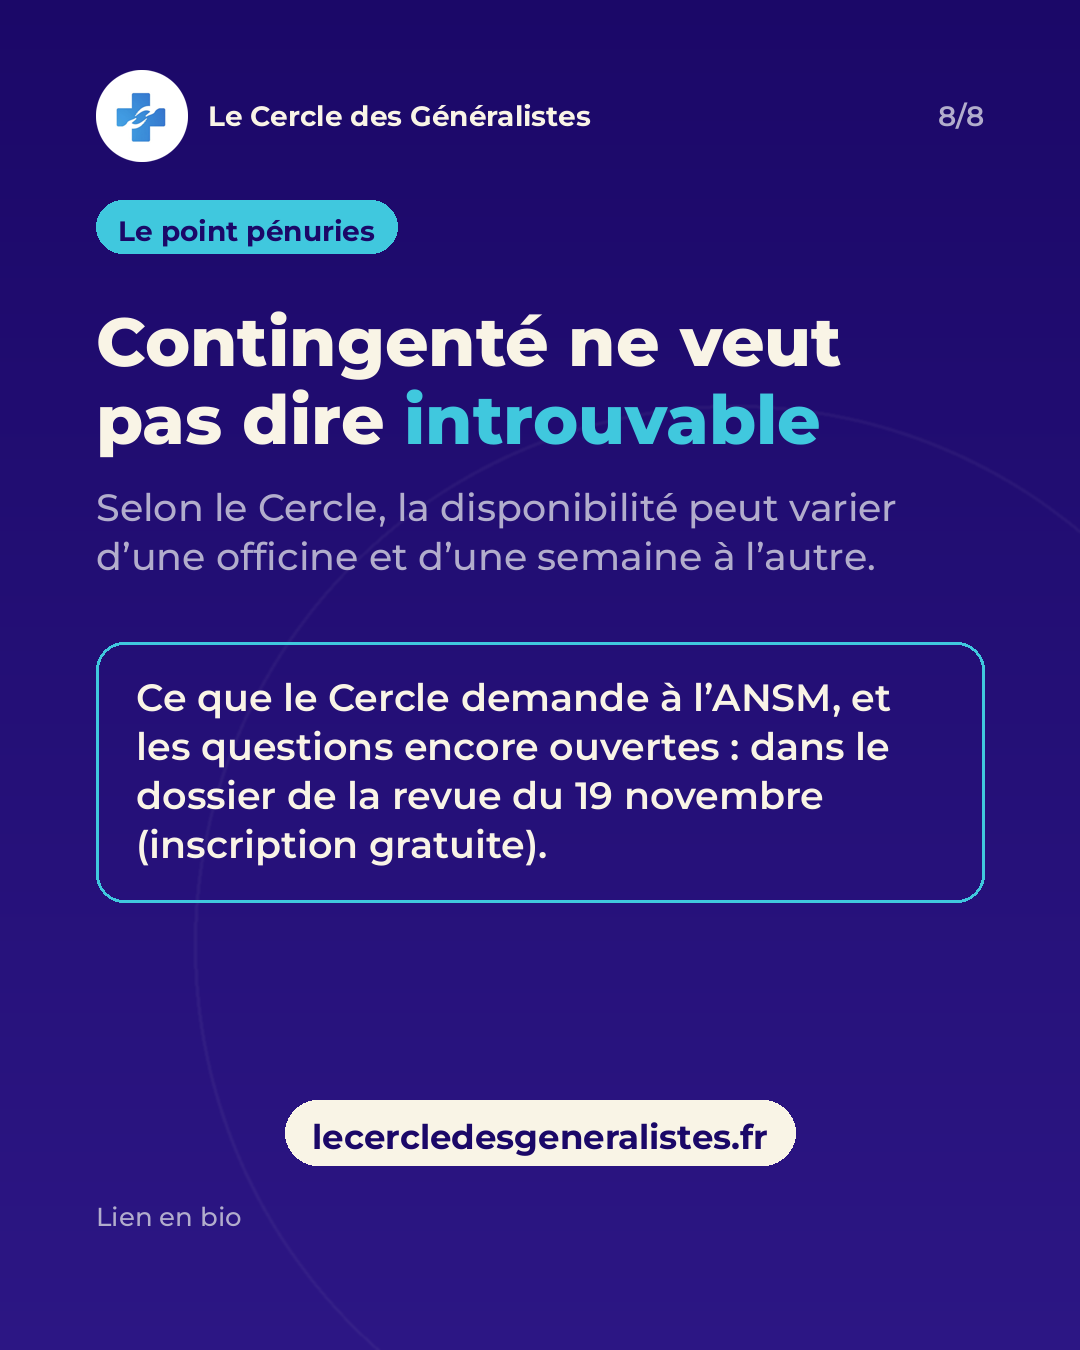 Le Cercle des Généralistes
8/8
Le point pénuries
Contingenté ne veut
pas dire introuvable
Selon le Cercle, la disponibilité peut varier
d’une officine et d’une semaine à l’autre.
Ce que le Cercle demande à l’ANSM, et
les questions encore ouvertes : dans le
dossier de la revue du 19 novembre
(inscription gratuite).
lecercledesgeneralistes.fr
Lien en bio